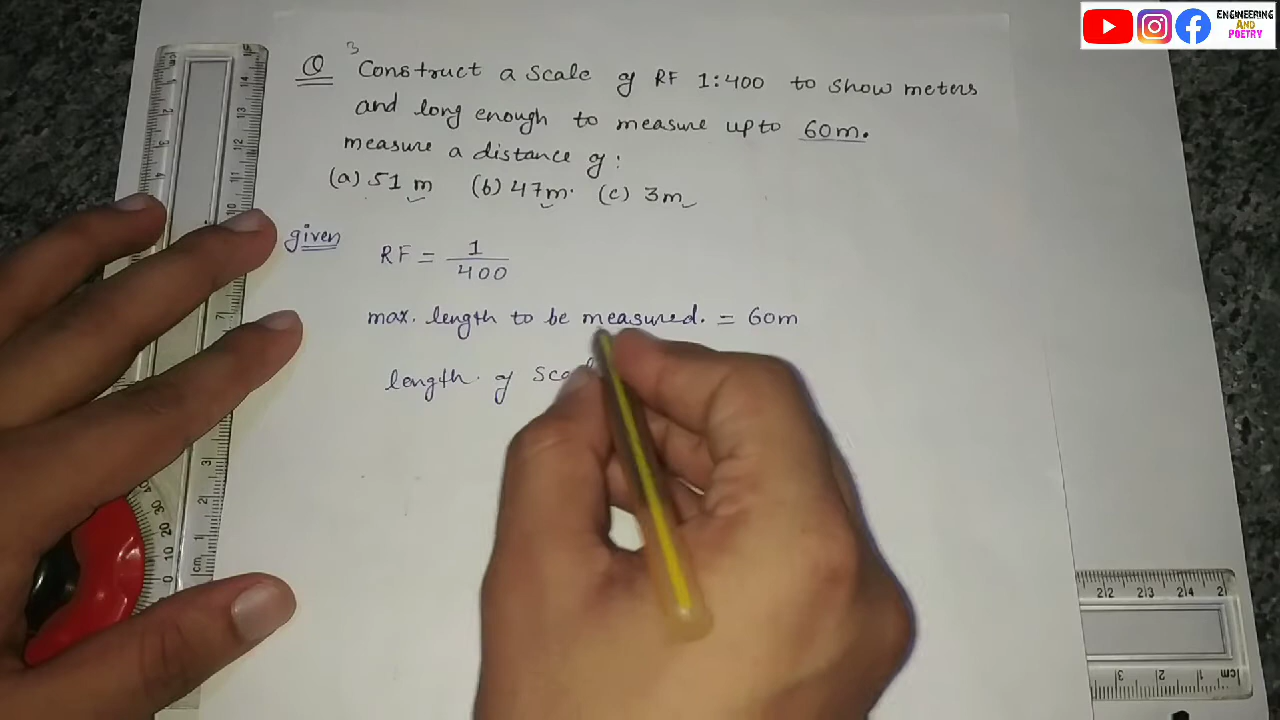 ENGINEERING
AND
POETRY
Q 3 Construct a scale of RF 1:400 to show meters
and long enough to measure upto 60m.
measure a distance of:
(a) 51 m (b) 47m. (c) 3m
given RF = 1/400
max. length to be measured. = 60m
length. of Scal